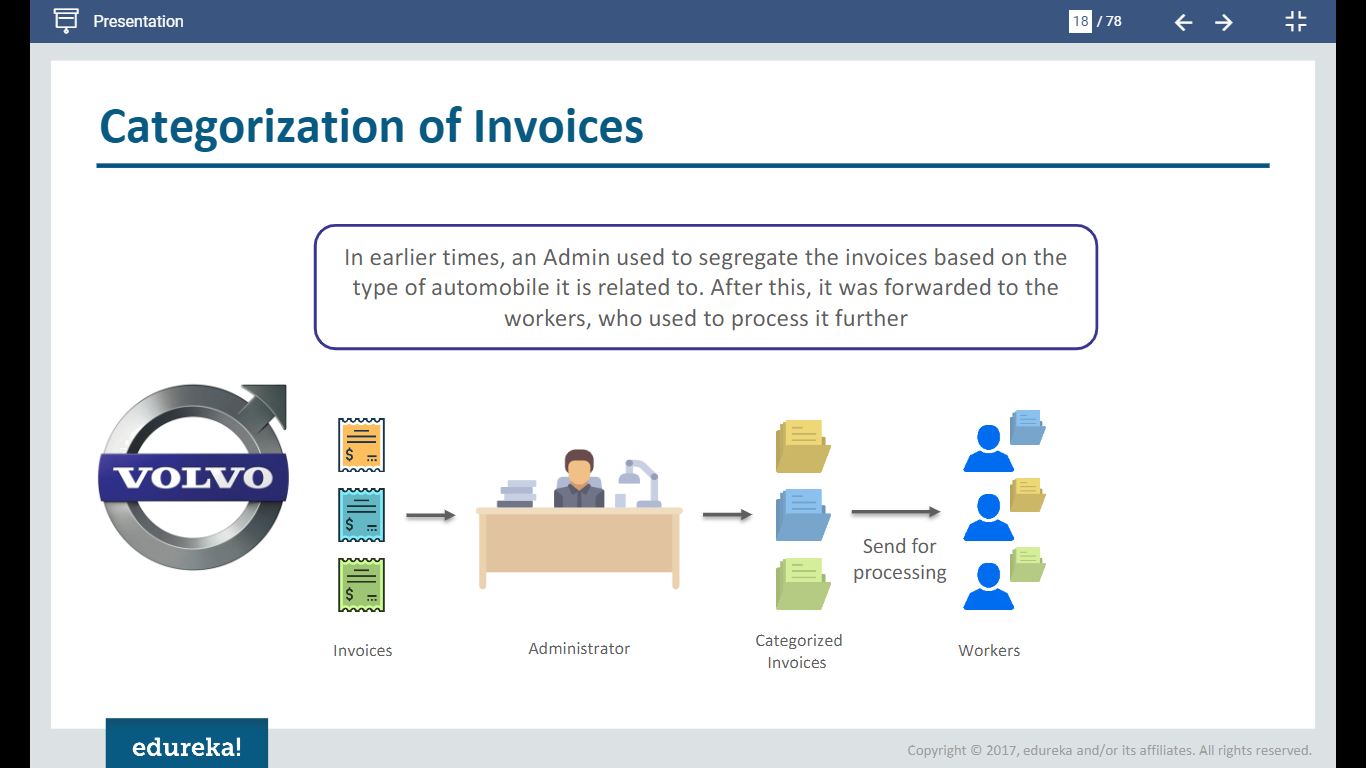 Presentation
18 / 78
Categorization of Invoices
In earlier times, an Admin used to segregate the invoices based on the
type of automobile it is related to. After this, it was forwarded to the
workers, who used to process it further
VOLVO
$
$
$
Send for
processing
Invoices
Administrator
Categorized
Invoices
Workers
edureka!
Copyright © 2017, edureka and/or its affiliates. All rights reserved.